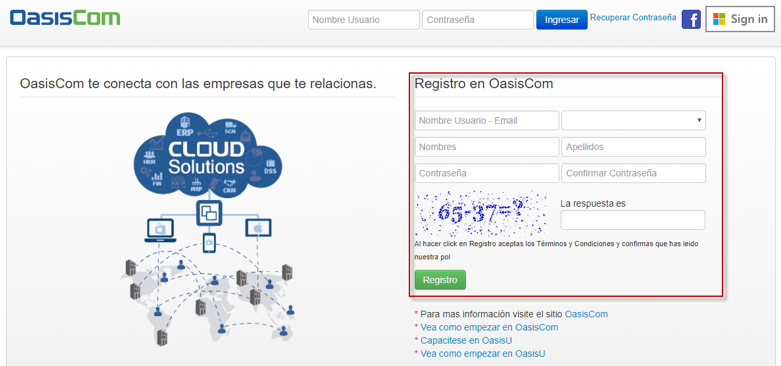 OasisCom
Nombre Usuario
Contraseña
Ingresar
Recuperar Contraseña
f
Sign in
OasisCom te conecta con las empresas que te relacionas.
ERP
SCM
HRM
CLOUD
Solutions
DSS
FIN
MRP
CRM
Registro en OasisCom
Nombre Usuario - Email
Nombres
Apellidos
Contraseña
Confirmar Contraseña
65-37=?
La respuesta es
Al hacer click en Registro aceptas los Términos y Condiciones y confirmas que has leido
nuestra pol
Registro
* Para mas información visite el sitio OasisCom
* Vea como empezar en OasisCom
* Capacitese en OasisU
* Vea como empezar en OasisU